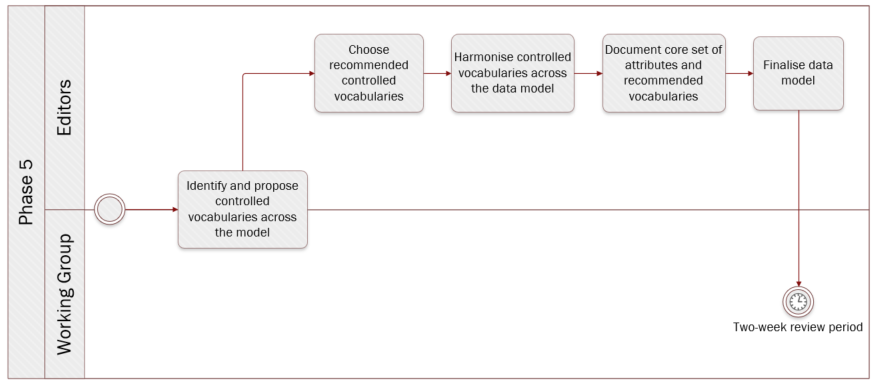 Phase 5
Editors
Working Group
Identify and propose
controlled
vocabularies across
the model
Choose
recommended
controlled
vocabularies
Harmonise controlled
vocabularies across
the data model
Document core set of
attributes and
recommended
vocabularies
Finalise data
model
Two-week review period